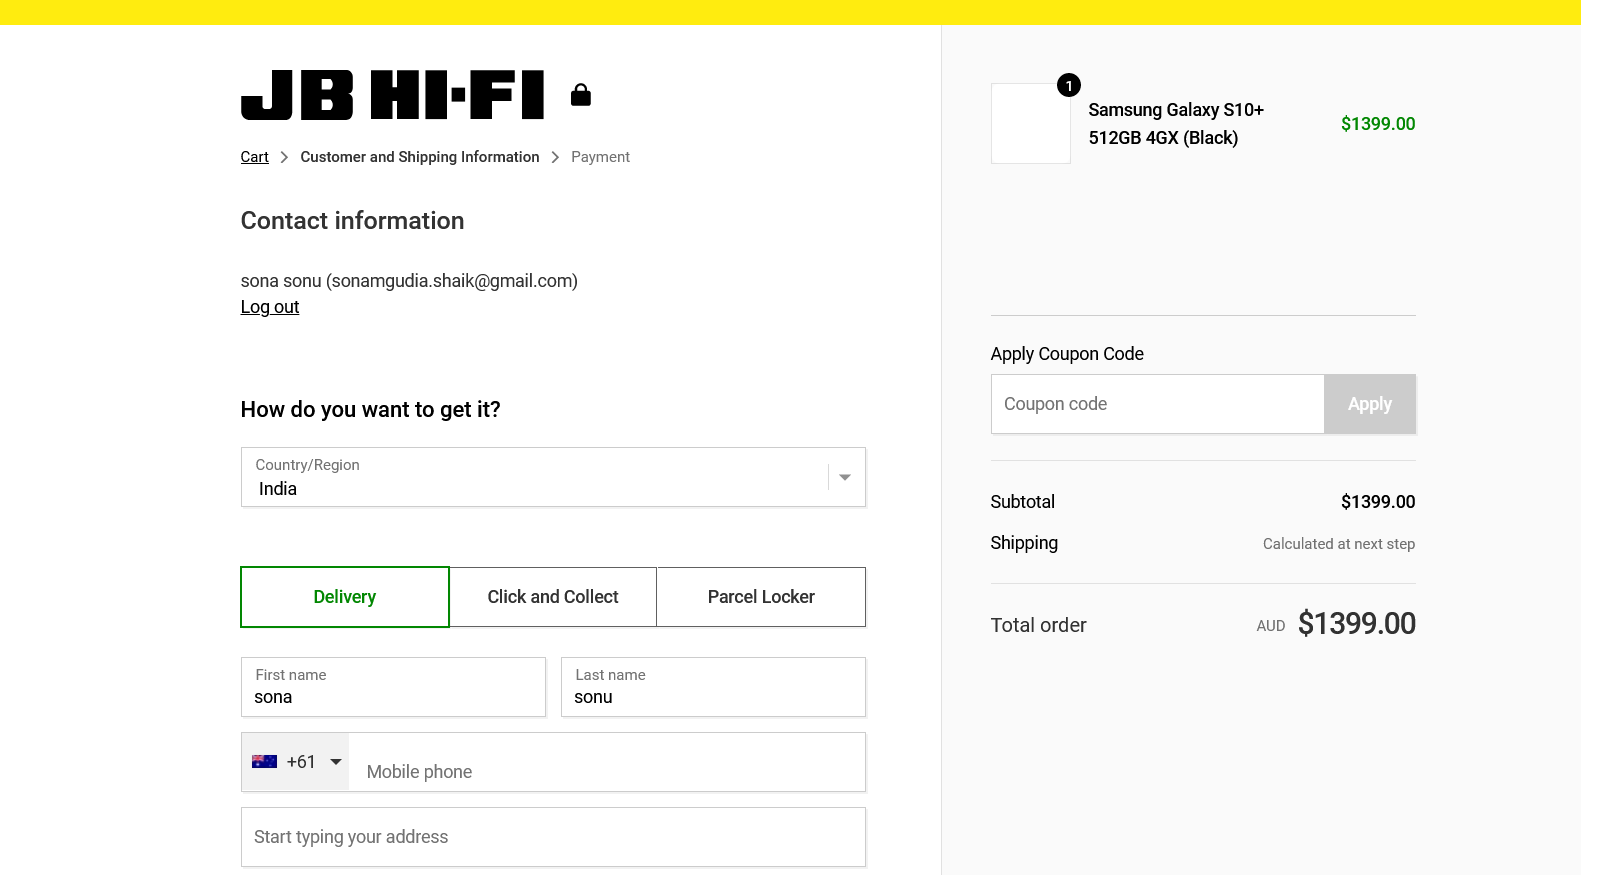 JB HI-FI
Cart > Customer and Shipping Information > Payment
Contact information
sona sonu (sonamgudia.shaik@gmail.com)
Log out
How do you want to get it?
Country/Region
India
Delivery
Click and Collect
Parcel Locker
First name
sona
Last name
sonu
+61
Mobile phone
Start typing your address
1
Samsung Galaxy S10+
512GB 4GX (Black)
$1399.00
Apply Coupon Code
Coupon code
Apply
Subtotal
$1399.00
Shipping
Calculated at next step
Total order
AUD $1399.00